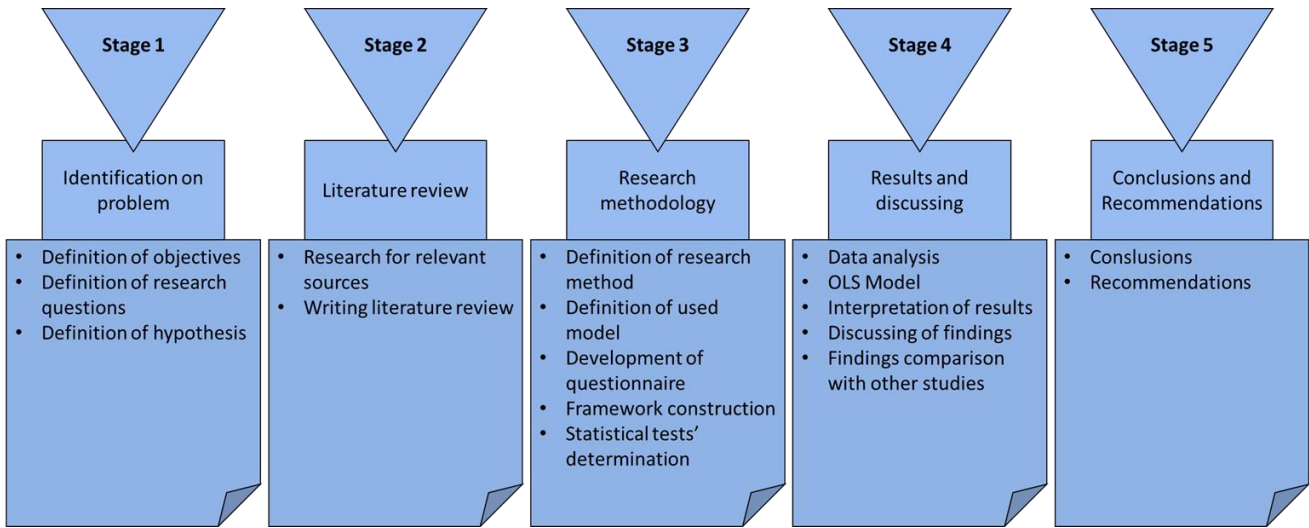 Stage 1
Identification on
problem
• Definition of objectives
• Definition of research
questions
• Definition of hypothesis
Stage 2
Literature review
• Research for relevant
sources
• Writing literature review
Stage 3
Research
methodology
• Definition of research
method
• Definition of used
model
• Development of
questionnaire
• Framework construction
• Statistical tests’
determination
Stage 4
Results and
discussing
• Data analysis
• OLS Model
• Interpretation of results
• Discussing of findings
• Findings comparison
with other studies
Stage 5
Conclusions and
Recommendations
• Conslusions
• Recommendations